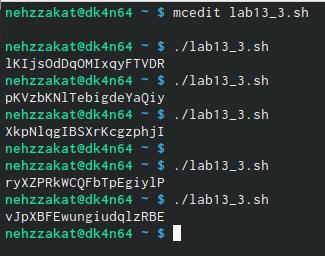 nehzzakat@dk4n64 ~ $ mcedit lab13_3.sh
nehzzakat@dk4n64 ~ $ ./lab13_3.sh
lKIjsOdDqOMIxqyFTVDR
nehzzakat@dk4n64 ~ $ ./lab13_3.sh
pKVzbKNlTebigdeYaQiy
nehzzakat@dk4n64 ~ $ ./lab13_3.sh
XkpNlqgIBSXrKcgzphjI
nehzzakat@dk4n64 ~ $
nehzzakat@dk4n64 ~ $ ./lab13_3.sh
ryXZPRkWCQFbTpEgiylP
nehzzakat@dk4n64 ~ $ ./lab13_3.sh
vJpXBFEwungiudqlzRBE
nehzzakat@dk4n64 ~ $